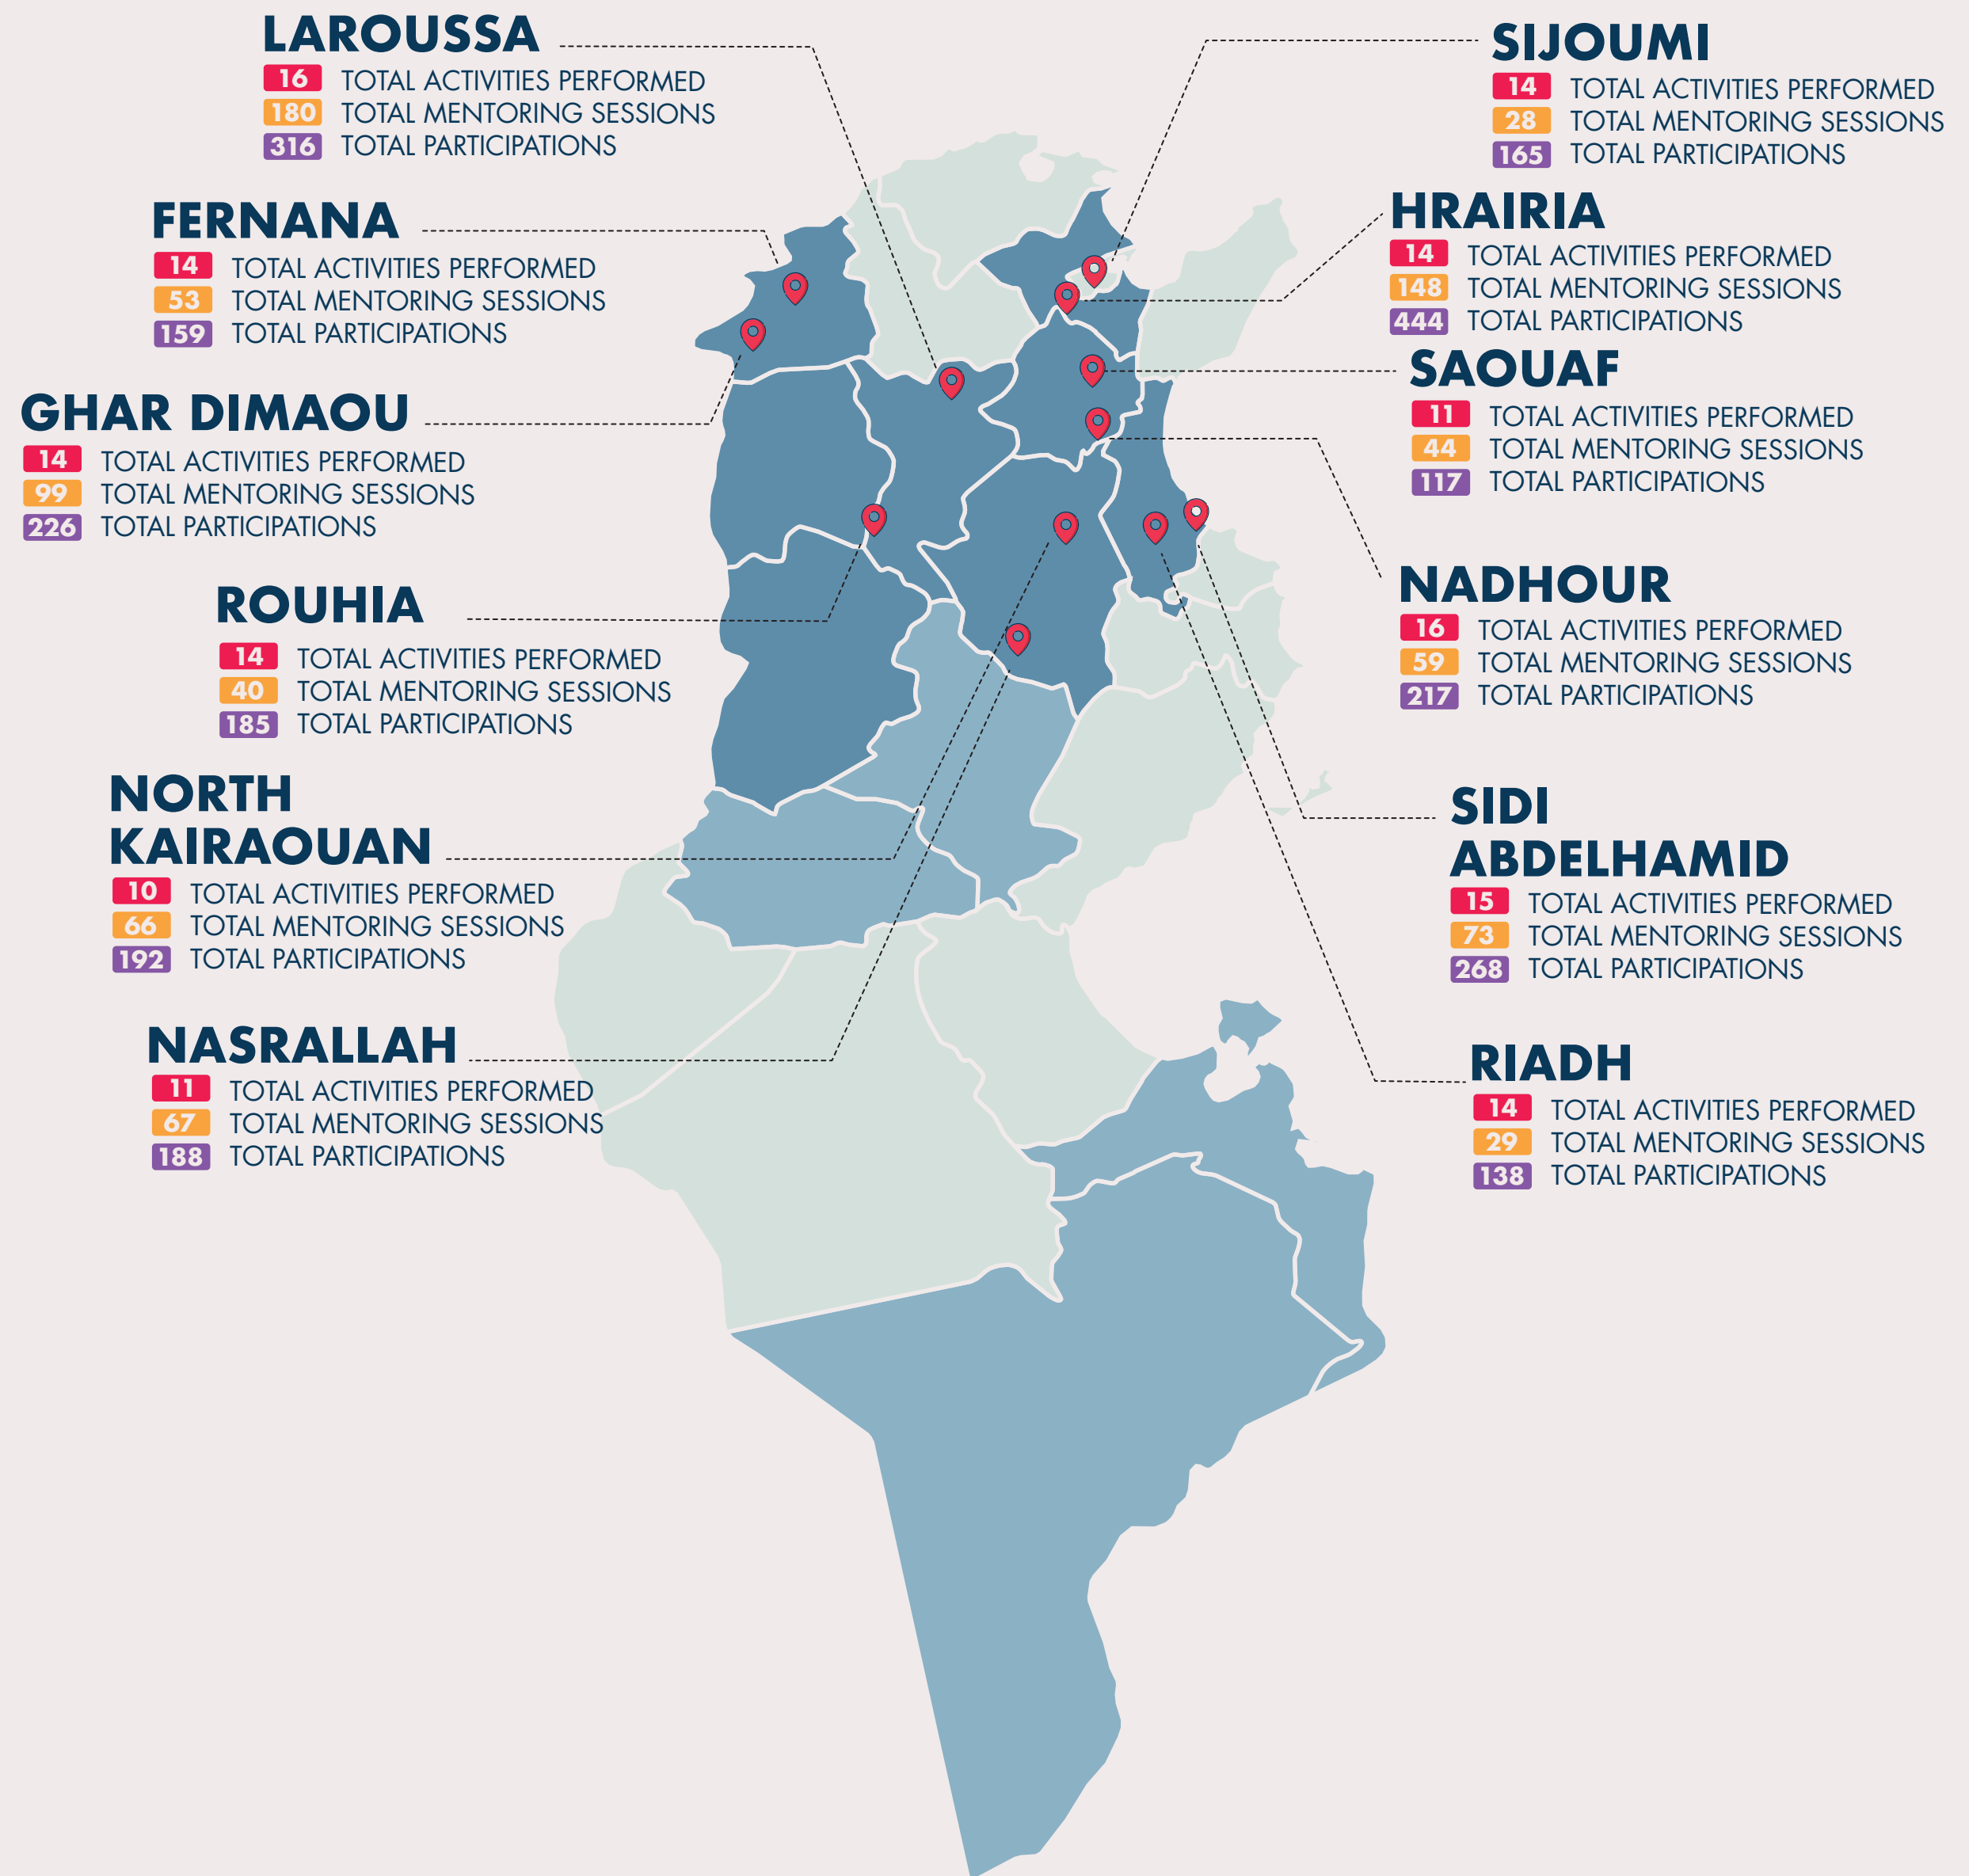 LAROUSSA
16 TOTAL ACTIVITIES PERFORMED
180 TOTAL MENTORING SESSIONS
316 TOTAL PARTICIPATIONS
FERNANA
14 TOTAL ACTIVITIES PERFORMED
53 TOTAL MENTORING SESSIONS
159 TOTAL PARTICIPATIONS
GHAR DIMAOU
14 TOTAL ACTIVITIES PERFORMED
99 TOTAL MENTORING SESSIONS
226 TOTAL PARTICIPATIONS
ROUHIA
14 TOTAL ACTIVITIES PERFORMED
40 TOTAL MENTORING SESSIONS
185 TOTAL PARTICIPATIONS
NORTH
KAIRAOUAN
10 TOTAL ACTIVITIES PERFORMED
66 TOTAL MENTORING SESSIONS
192 TOTAL PARTICIPATIONS
NASRALLAH
11 TOTAL ACTIVITIES PERFORMED
67 TOTAL MENTORING SESSIONS
188 TOTAL PARTICIPATIONS
SIJOUMI
14 TOTAL ACTIVITIES PERFORMED
28 TOTAL MENTORING SESSIONS
165 TOTAL PARTICIPATIONS
HRAIRIA
14 TOTAL ACTIVITIES PERFORMED
148 TOTAL MENTORING SESSIONS
444 TOTAL PARTICIPATIONS
SAOUAF
11 TOTAL ACTIVITIES PERFORMED
44 TOTAL MENTORING SESSIONS
117 TOTAL PARTICIPATIONS
NADHOUR
16 TOTAL ACTIVITIES PERFORMED
59 TOTAL MENTORING SESSIONS
217 TOTAL PARTICIPATIONS
SIDI
ABDELHAMID
15 TOTAL ACTIVITIES PERFORMED
73 TOTAL MENTORING SESSIONS
268 TOTAL PARTICIPATIONS
RIADH
14 TOTAL ACTIVITIES PERFORMED
29 TOTAL MENTORING SESSIONS
138 TOTAL PARTICIPATIONS